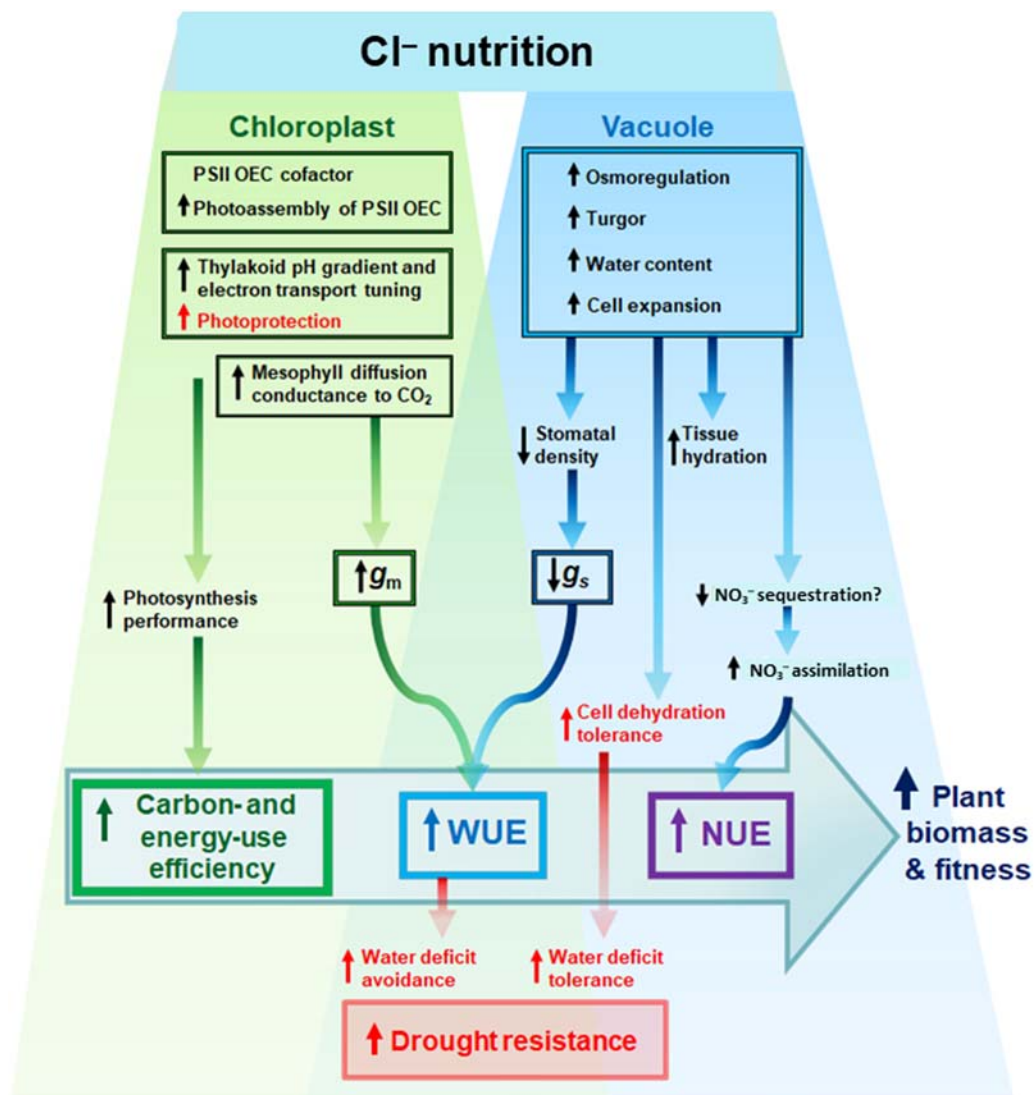 Cl⁻ nutrition
Chloroplast
PSII OEC cofactor
↑ Photoassembly of PSII OEC
↑ Thylakoid pH gradient and
electron transport tuning
↑ Photoprotection
↑ Mesophyll diffusion
conductance to CO₂
Vacuole
↑ Osmoregulation
↑ Turgor
↑ Water content
↑ Cell expansion
↓ Stomatal
density
↑ Tissue
hydration
↑ gₘ
↓ gₛ
↑ Photosynthesis
performance
↓ NO₃⁻ sequestration?
↑ NO₃⁻ assimilation
↑ Cell dehydration
tolerance
↑ Carbon- and
energy-use
efficiency
↑ WUE
↑ NUE
↑ Plant
biomass
& fitness
↑ Water deficit
avoidance
↑ Water deficit
tolerance
↑ Drought resistance